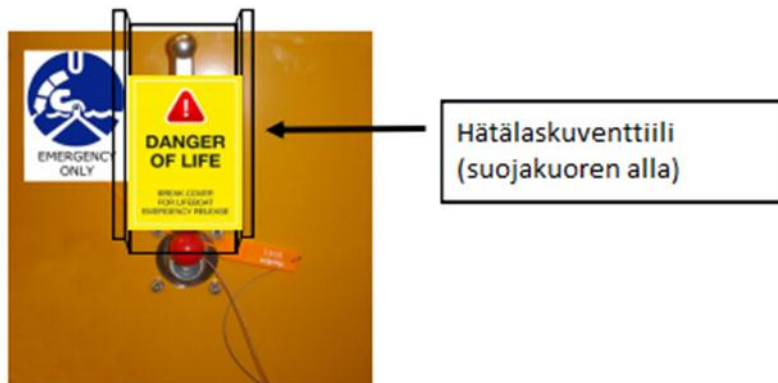 EMERGENCY
ONLY
DANGER
OF LIFE
BREAK COVER
FOR LIFEBOAT
EMERGENCY RELEASE
Hätälaskuventtiili
(suojakuoren alla)